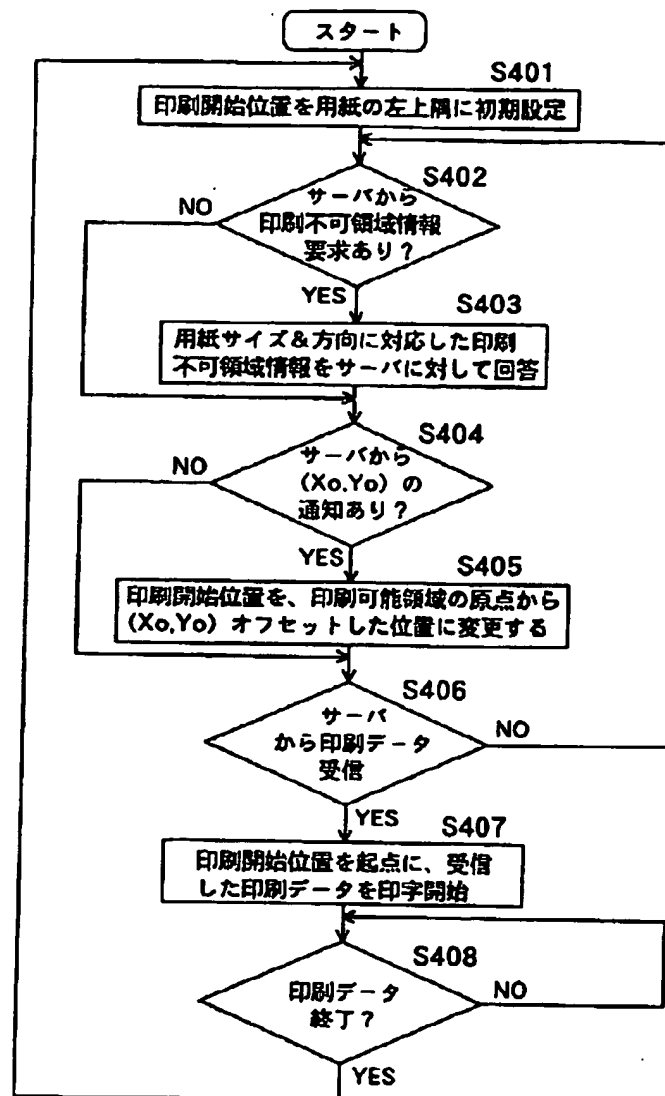 スタート
S401
印刷開始位置を用紙の左上隅に初期設定
S402
サーバから
印刷不可領域情報
要求あり？
NO
YES
S403
用紙サイズ&方向に対応した印刷
不可領域情報をサーバに対して回答
S404
サーバから
(Xo,Yo) の
通知あり？
NO
YES
S405
印刷開始位置を、印刷可能領域の原点から
(Xo,Yo) オフセットした位置に変更する
S406
サーバ
から印刷データ
受信
NO
YES
S407
印刷開始位置を起点に、受信
した印刷データを印字開始
S408
印刷データ
終了？
NO
YES